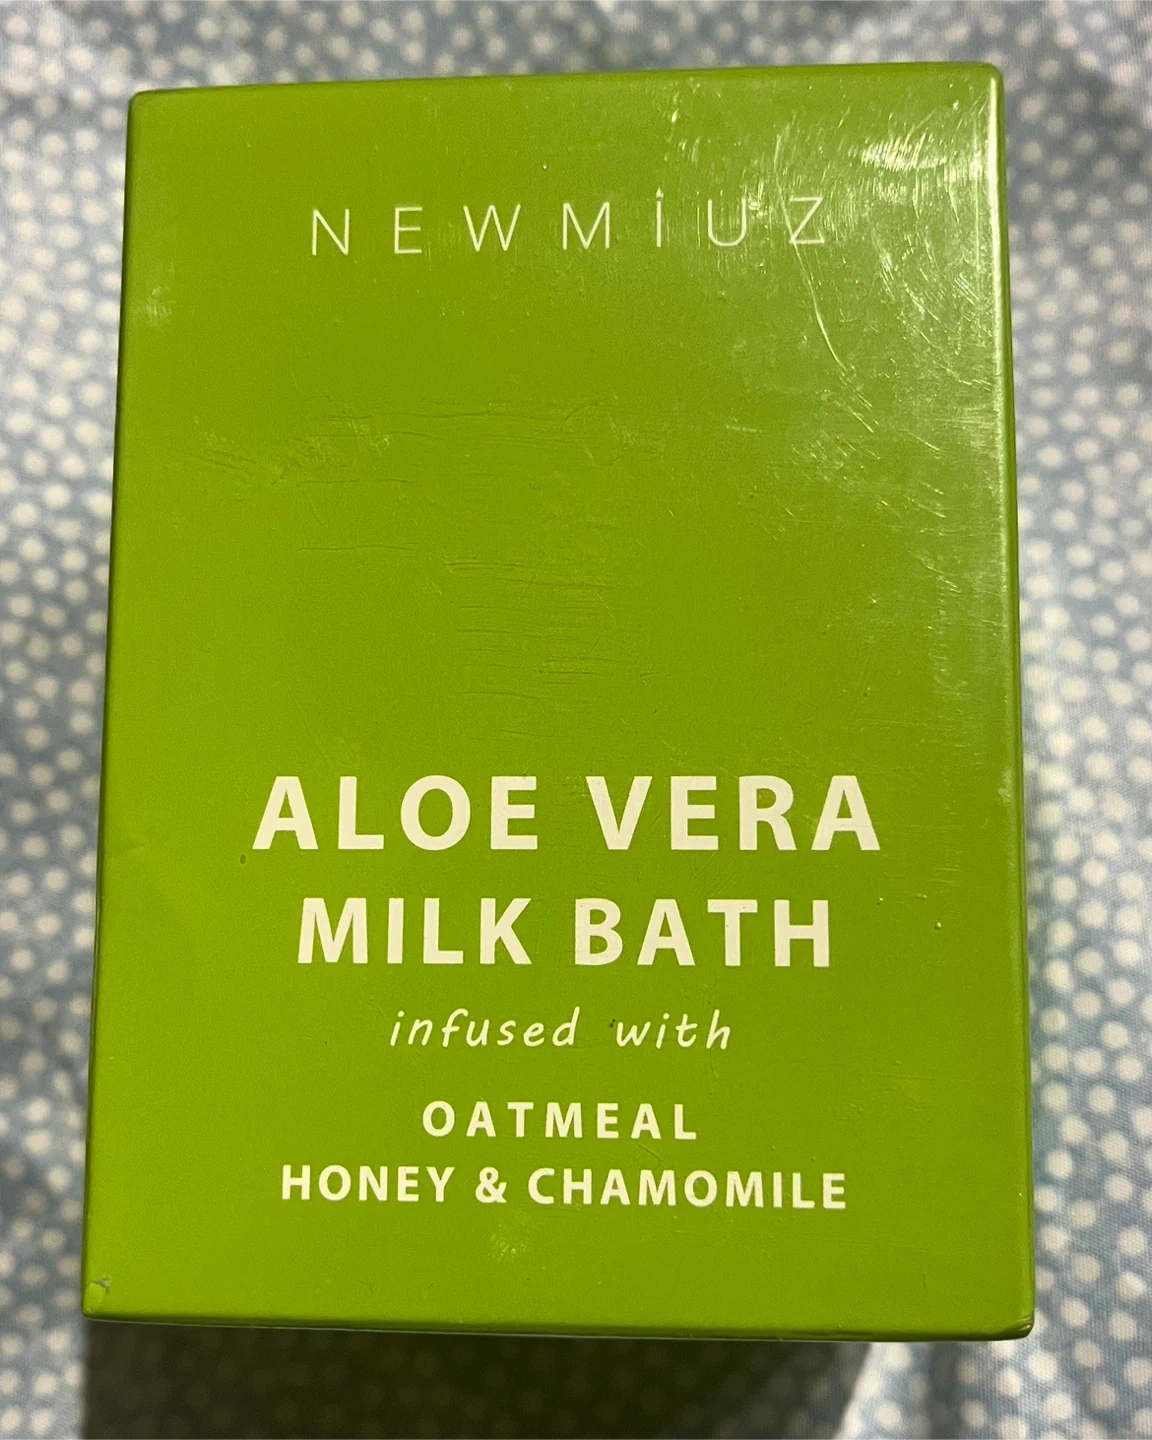 NEWMİUZ
ALOE VERA
MILK BATH
infused with
OATMEAL
HONEY & CHAMOMILE